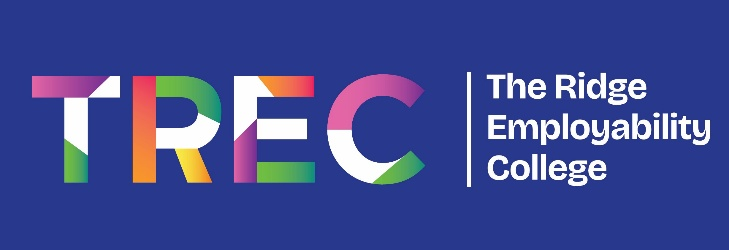 TREC
The Ridge
Employability
College